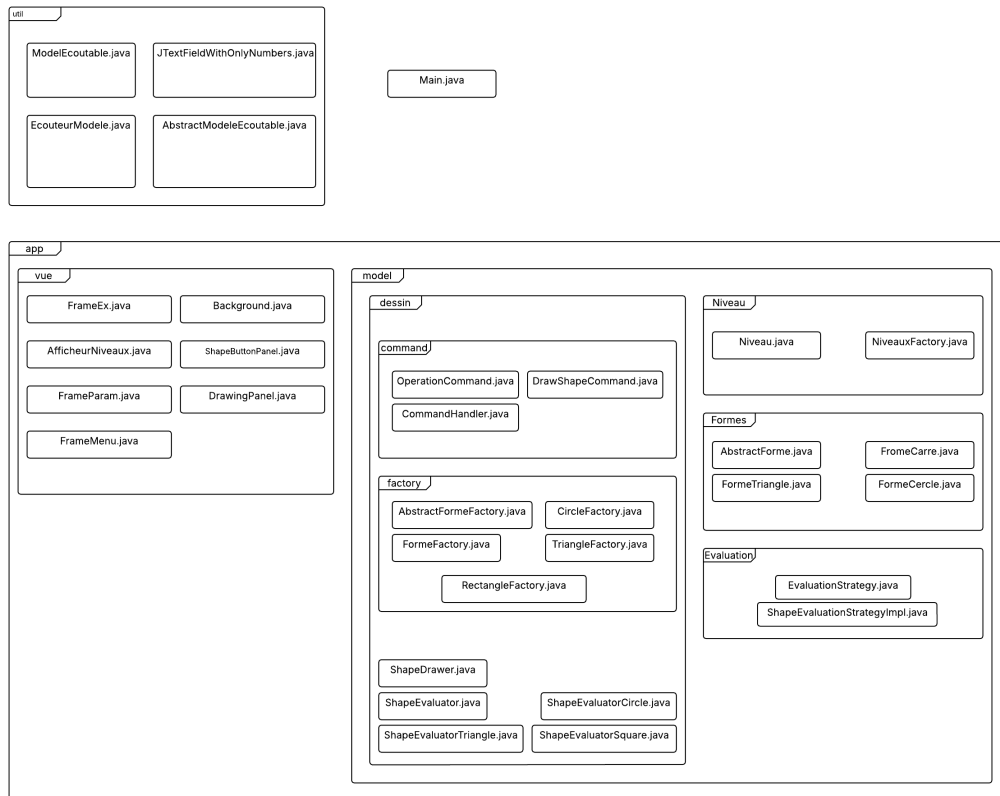 util
ModelEcoutable.java
JTextFieldWithOnlyNumbers.java
EcouteurModele.java
AbstractModeleEcoutable.java
Main.java
app
vue
FrameEx.java
Background.java
AfficheurNiveaux.java
ShapeButtonPanel.java
FrameParam.java
DrawingPanel.java
FrameMenu.java
model
dessin
command
OperationCommand.java
DrawShapeCommand.java
CommandHandler.java
factory
AbstractFormeFactory.java
CircleFactory.java
FormeFactory.java
TriangleFactory.java
RectangleFactory.java
ShapeDrawer.java
ShapeEvaluator.java
ShapeEvaluatorCircle.java
ShapeEvaluatorTriangle.java
ShapeEvaluatorSquare.java
Niveau
Niveau.java
NiveauxFactory.java
Formes
AbstractForme.java
FromeCarre.java
FormeTriangle.java
FormeCercle.java
Evaluation
EvaluationStrategy.java
ShapeEvaluationStrategyImpl.java